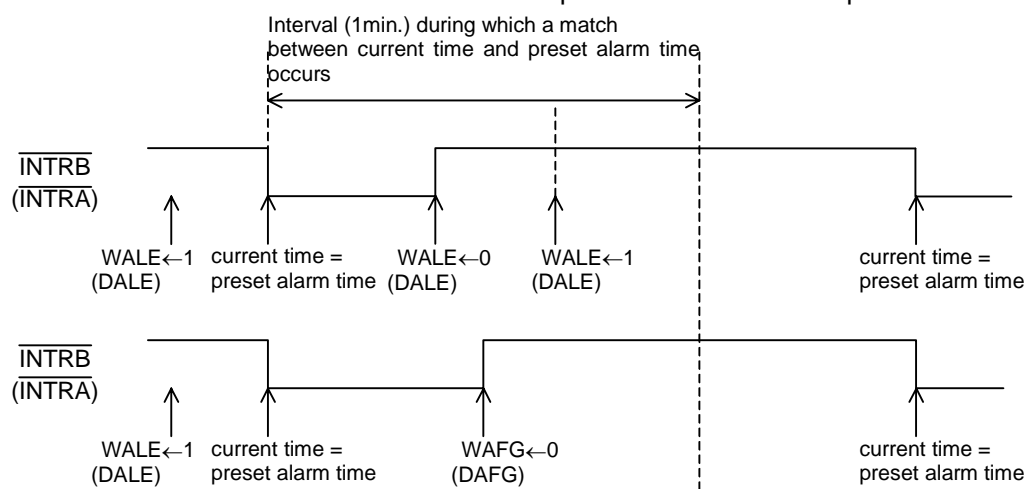 Interval (1min.) during which a match
between current time and preset alarm time
occurs
INTRB
(INTRA)
WALE←1 current time = WALE←0 WALE←1 current time =
(DALE) preset alarm time (DALE) (DALE) preset alarm time
INTRB
(INTRA)
WALE←1 current time = WAFG←0 current time =
(DALE) preset alarm time (DAFG) preset alarm time